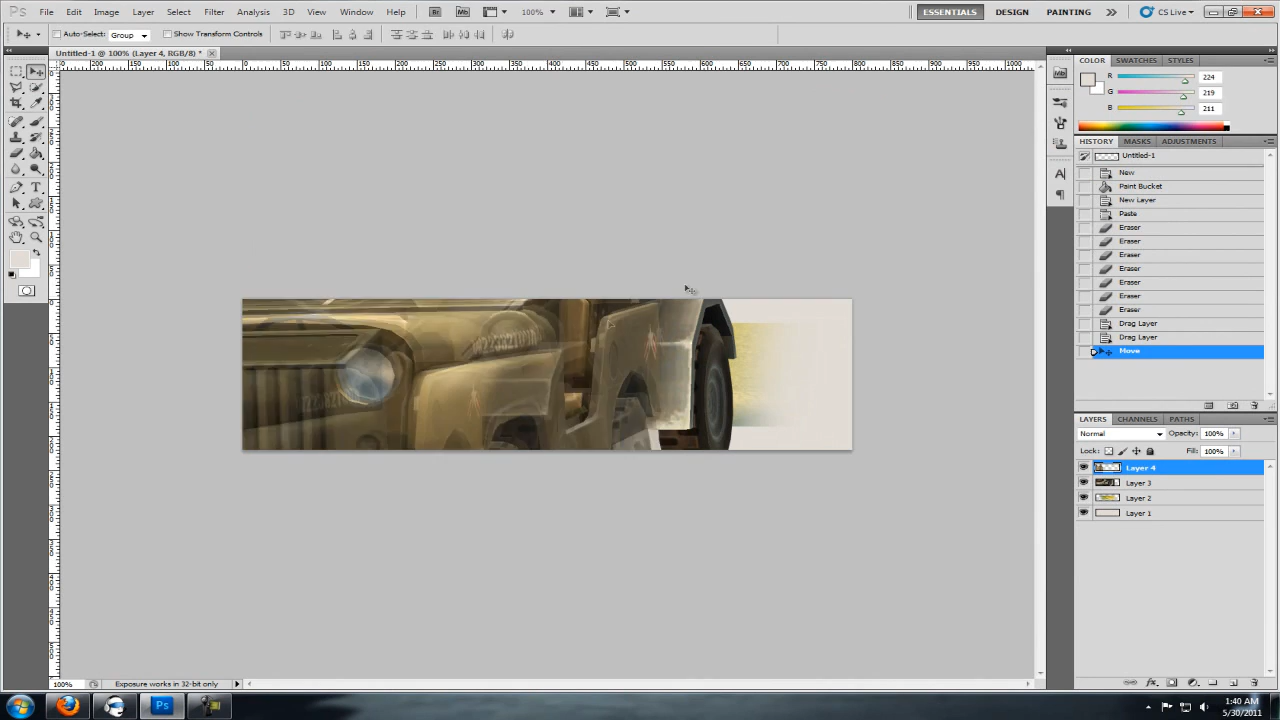 Ps File Edit Image Layer Select Filter Analysis 3D View Window Help Br Mb 100% ESSENTIALS DESIGN PAINTING CS Live
Auto-Select: Group Show Transform Controls
Untitled-1 @ 100% (Layer 4, RGB/8) *
COLOR SWATCHES STYLES
R 224
G 219
B 211
HISTORY MASKS ADJUSTMENTS
Untitled-1
New
Paint Bucket
New Layer
Paste
Eraser
Eraser
Eraser
Eraser
Eraser
Eraser
Eraser
Drag Layer
Drag Layer
Move
LAYERS CHANNELS PATHS
Normal Opacity: 100%
Lock: Fill: 100%
Layer 4
Layer 3
Layer 2
Layer 1
100% Exposure works in 32-bit only
Ps
1:40 AM
5/30/2011